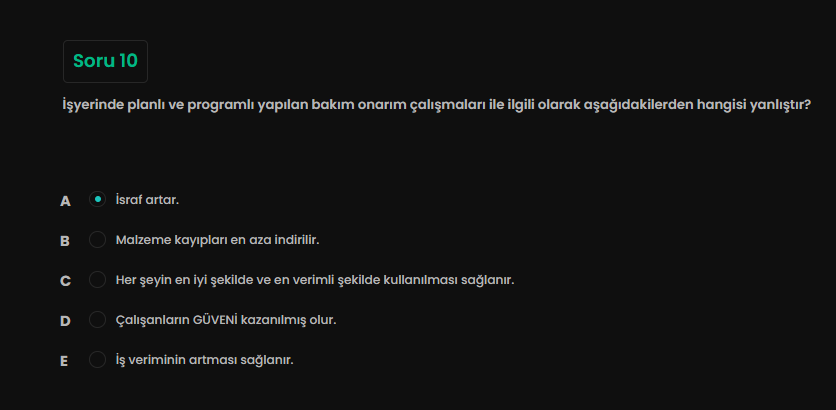 Soru 10
İşyerinde planlı ve programlı yapılan bakım onarım çalışmaları ile ilgili olarak aşağıdakilerden hangisi yanlıştır?
A İsraf artar.
B Malzeme kayıpları en aza indirilir.
C Her şeyin en iyi şekilde ve en verimli şekilde kullanılması sağlanır.
D Çalışanların GÜVENİ kazanılmış olur.
E İş veriminin artması sağlanır.